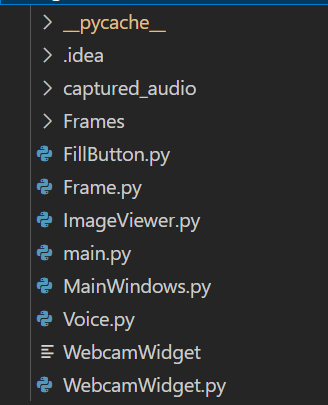 __pycache__
.idea
captured_audio
Frames
FillButton.py
Frame.py
ImageViewer.py
main.py
MainWindows.py
Voice.py
WebcamWidget
WebcamWidget.py